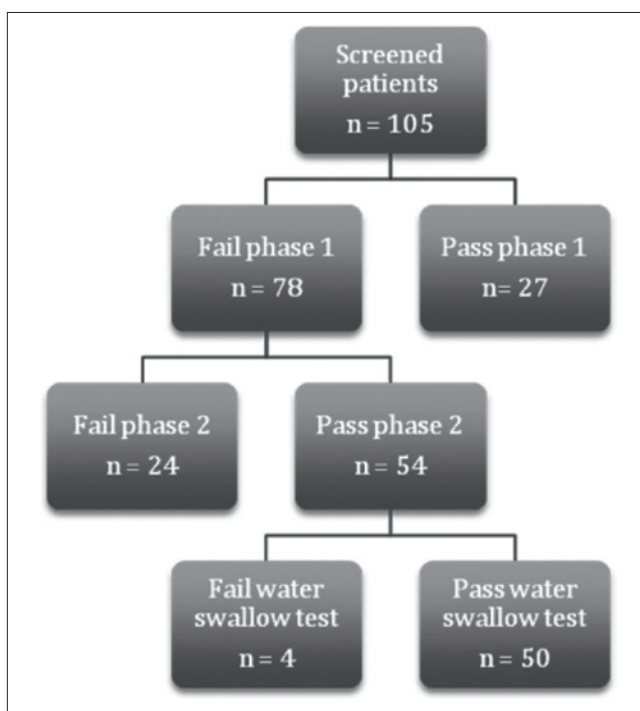 Screened
patients
n = 105
Fail phase 1
n = 78
Pass phase 1
n= 27
Fail phase 2
n = 24
Pass phase 2
n = 54
Fail water
swallow test
n = 4
Pass water
swallow test
n = 50